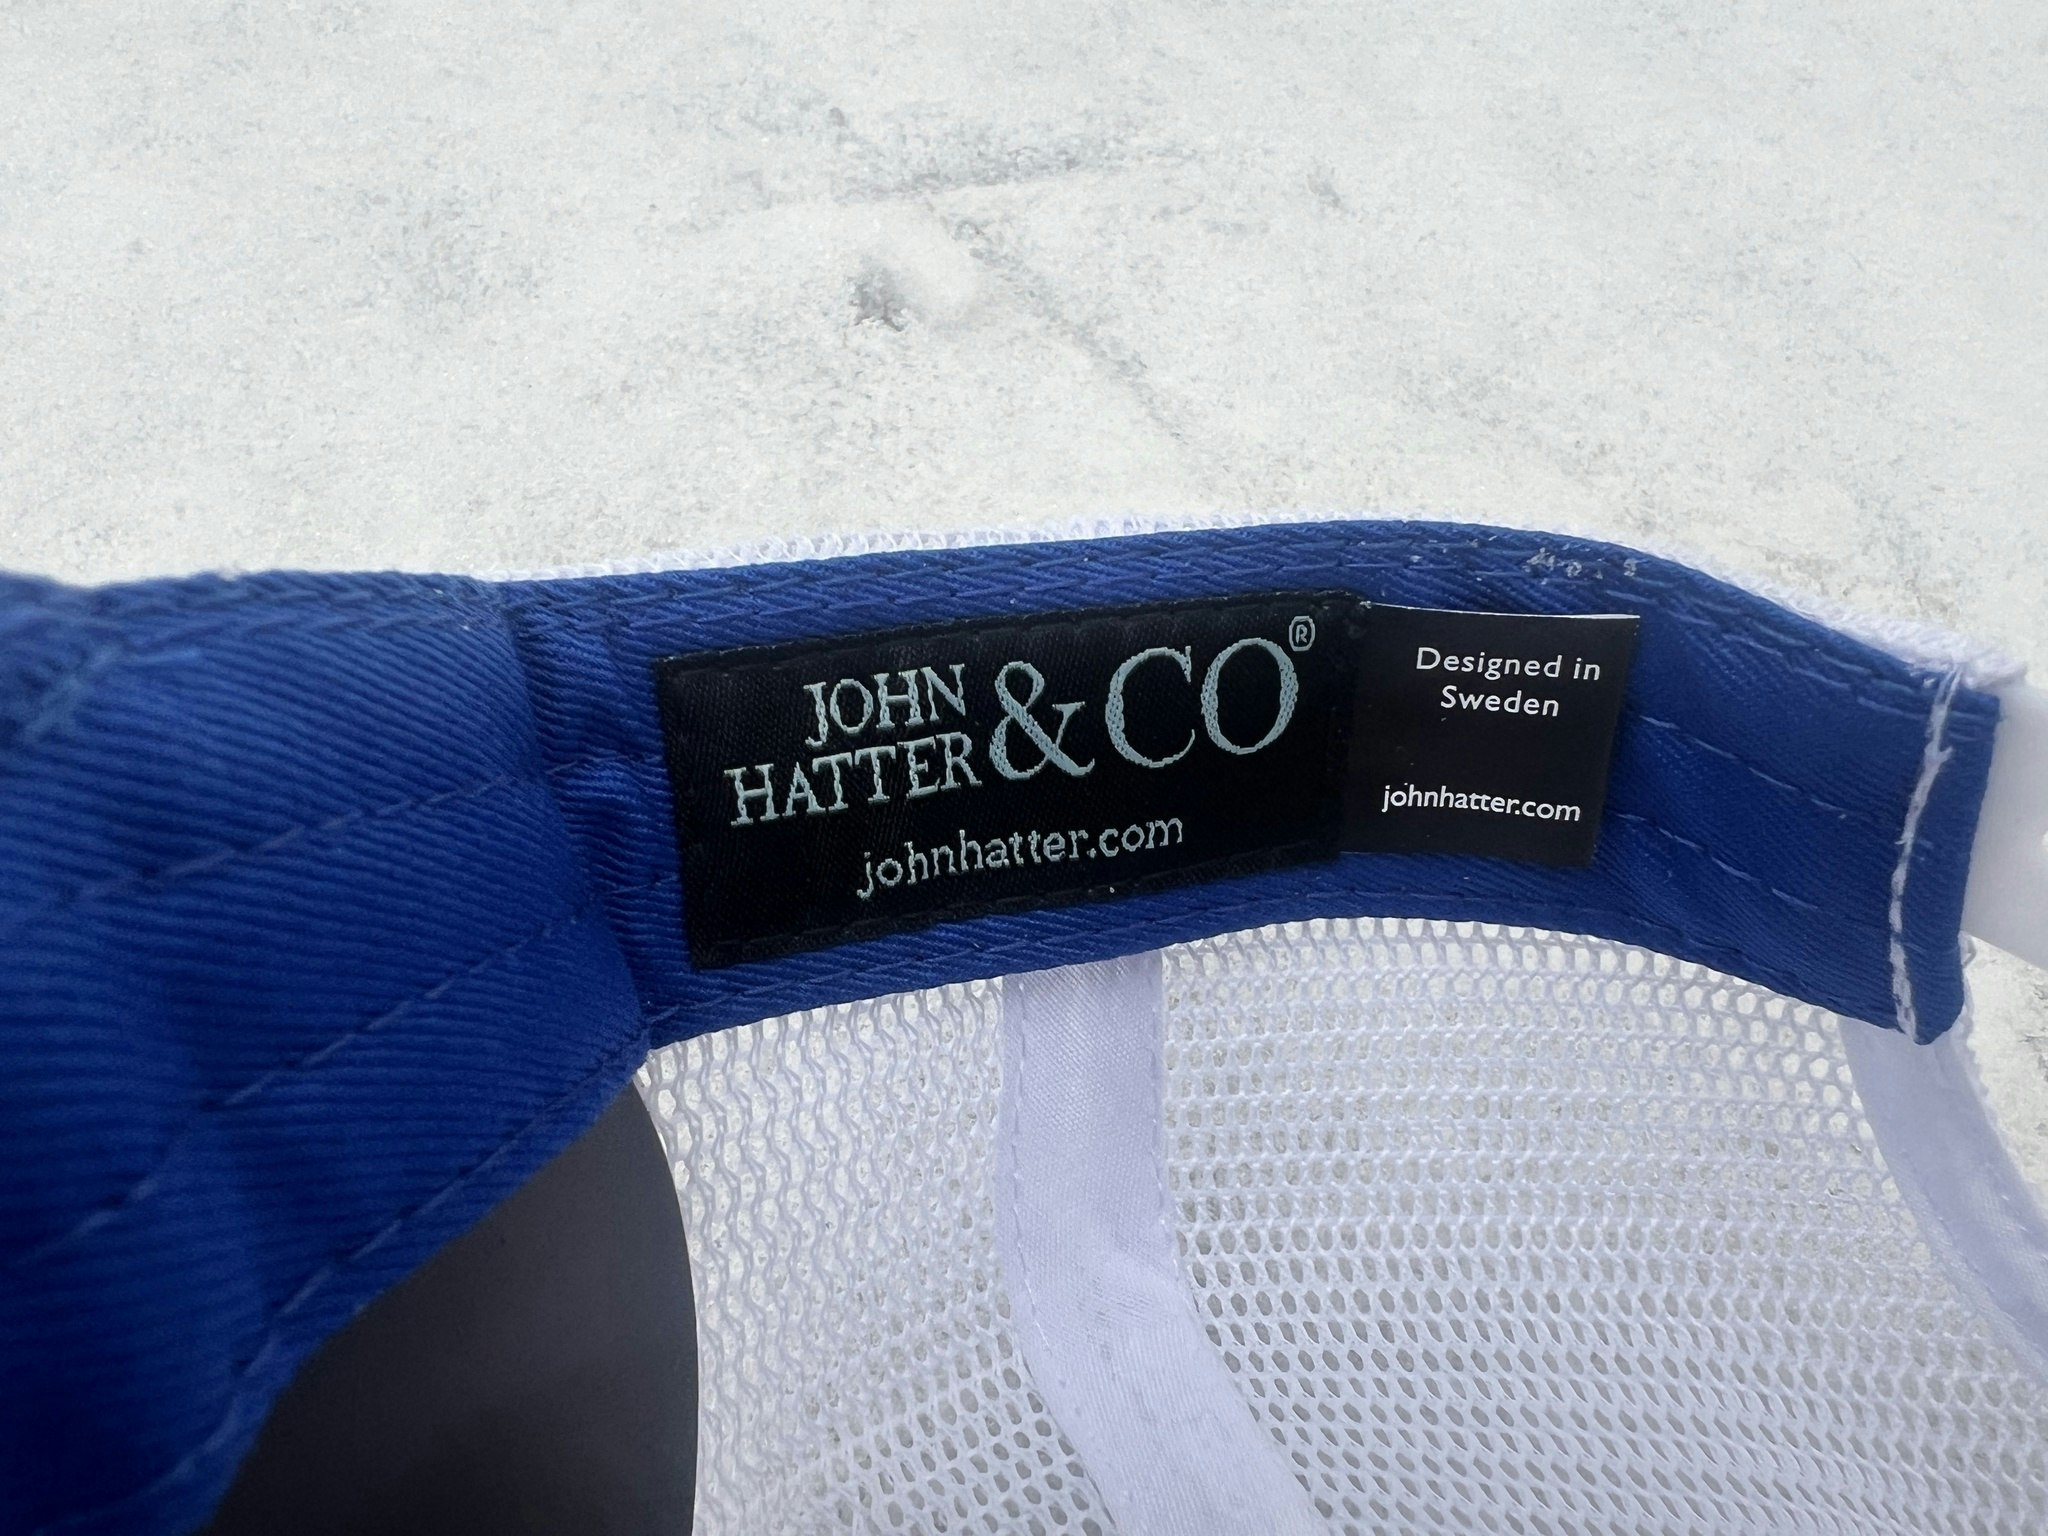 JOHN
HATTER & CO®
johnhatter.com
Designed in
Sweden
johnhatter.com